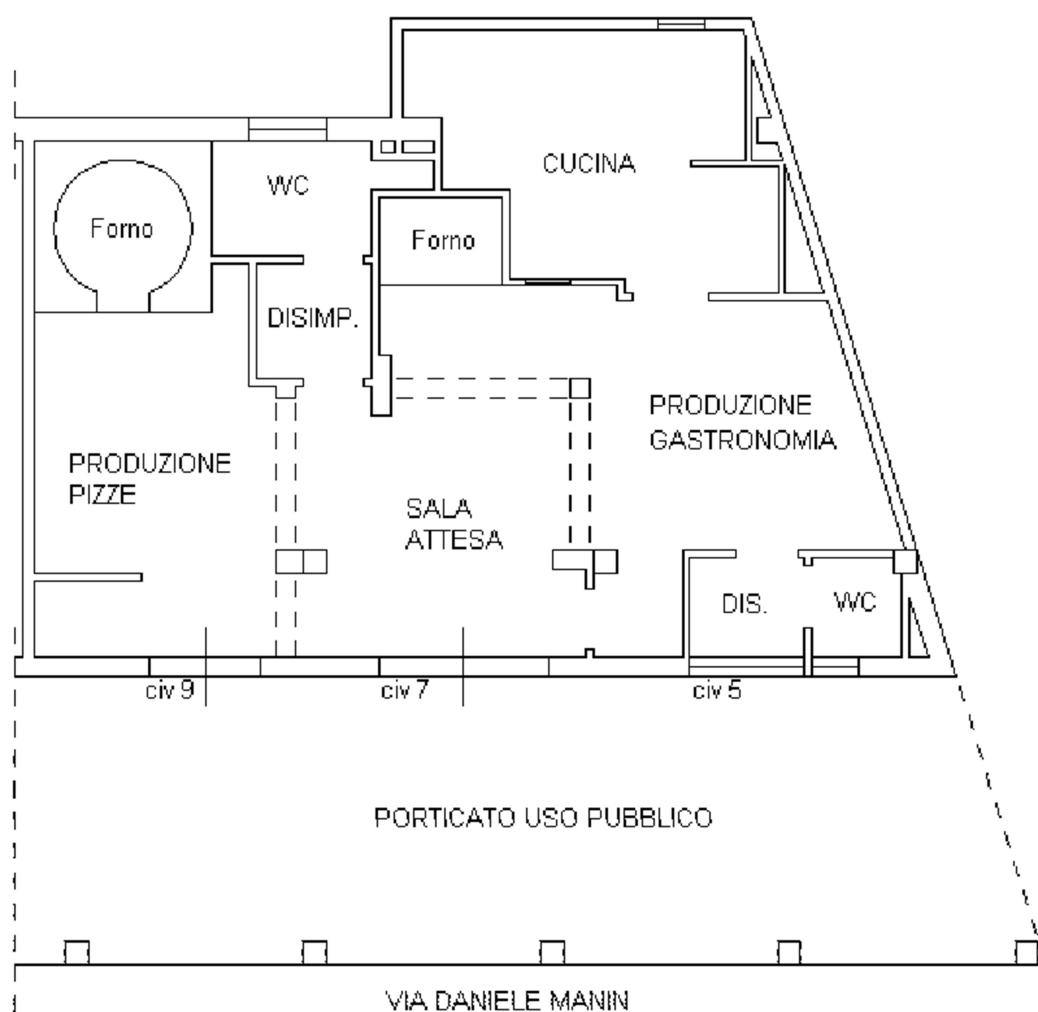 CUCINA
WC
Forno
Forno
DISIMP.
PRODUZIONE
GASTRONOMIA
PRODUZIONE
PIZZE
SALA
ATTESA
DIS.
WC
civ 9
civ 7
civ 5
PORTICATO USO PUBBLICO
VIA DANIELE MANIN